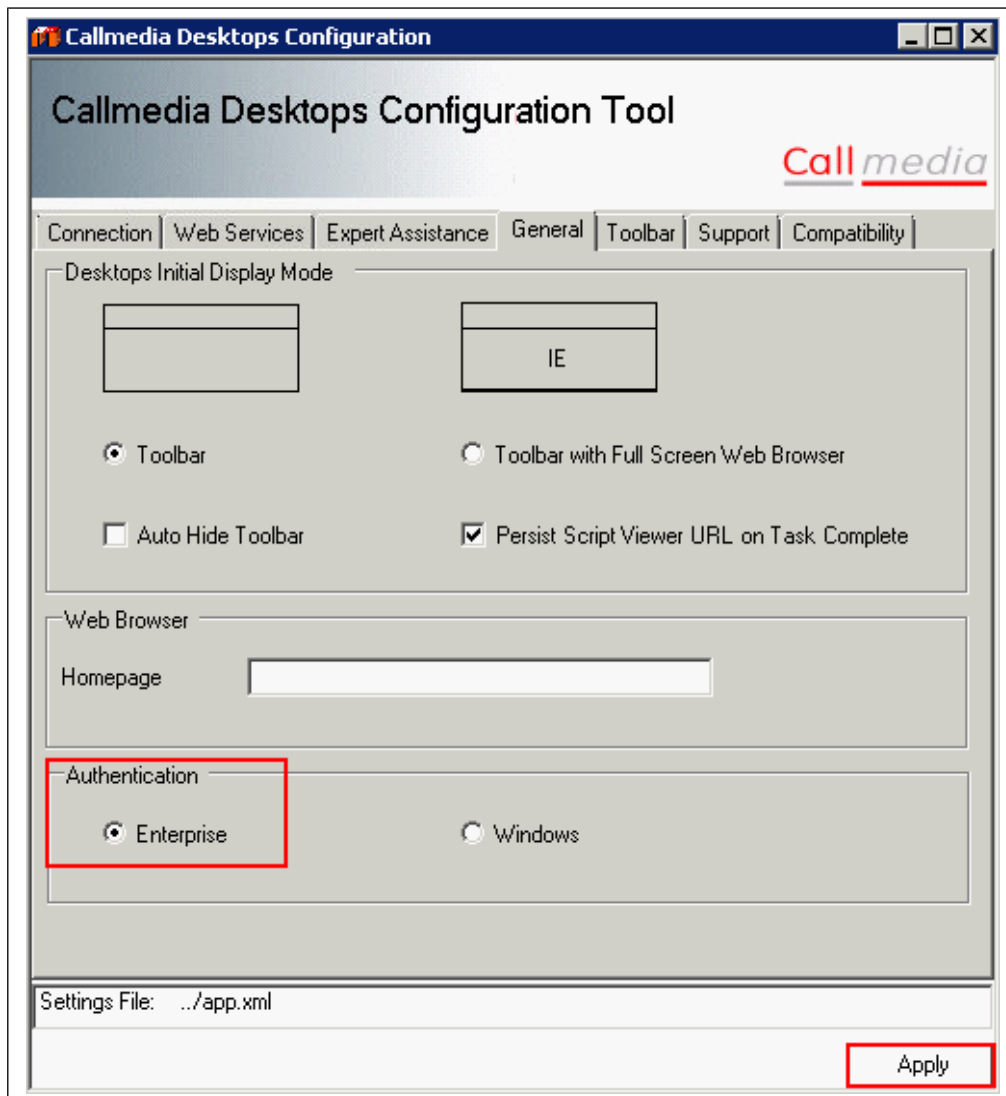 Callmedia Desktops Configuration
Callmedia Desktops Configuration Tool
Call media
Connection Web Services Expert Assistance General Toolbar Support Compatibility
Desktops Initial Display Mode
IE
Toolbar Toolbar with Full Screen Web Browser
Auto Hide Toolbar Persist Script Viewer URL on Task Complete
Web Browser
Homepage
Authentication
Enterprise Windows
Settings File: ../app.xml
Apply